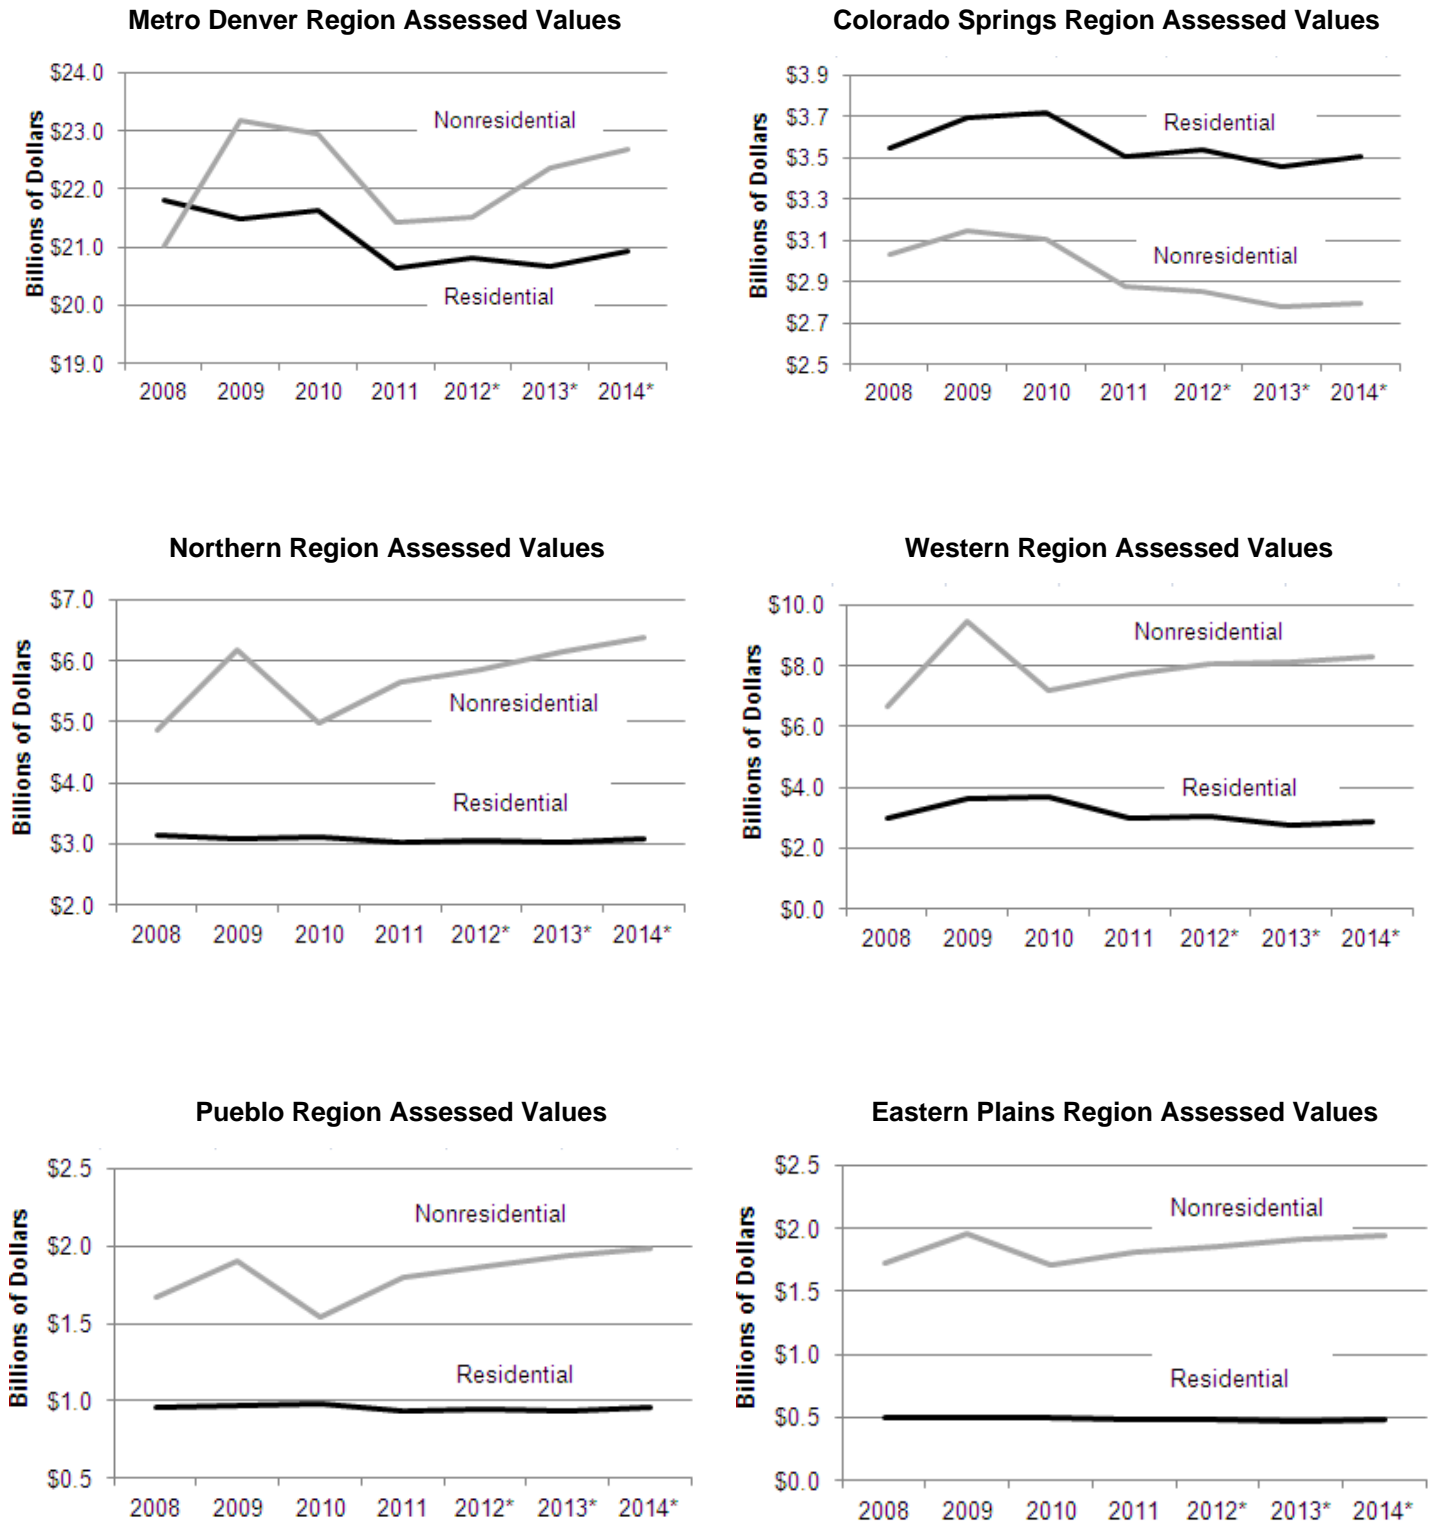 Metro Denver Region Assessed Values
Billions of Dollars
$24.0
$23.0
$22.0
$21.0
$20.0
$19.0
Nonresidential
Residential
2008 2009 2010 2011 2012* 2013* 2014*
Colorado Springs Region Assessed Values
Billions of Dollars
$3.9
$3.7
$3.5
$3.3
$3.1
$2.9
$2.7
$2.5
Residential
Nonresidential
2008 2009 2010 2011 2012* 2013* 2014*
Northern Region Assessed Values
Billions of Dollars
$7.0
$6.0
$5.0
$4.0
$3.0
$2.0
Nonresidential
Residential
2008 2009 2010 2011 2012* 2013* 2014*
Western Region Assessed Values
Billions of Dollars
$10.0
$8.0
$6.0
$4.0
$2.0
$0.0
Nonresidential
Residential
2008 2009 2010 2011 2012* 2013* 2014*
Pueblo Region Assessed Values
Billions of Dollars
$2.5
$2.0
$1.5
$1.0
$0.5
Nonresidential
Residential
2008 2009 2010 2011 2012* 2013* 2014*
Eastern Plains Region Assessed Values
Billions of Dollars
$2.5
$2.0
$1.5
$1.0
$0.5
$0.0
Nonresidential
Residential
2008 2009 2010 2011 2012* 2013* 2014*